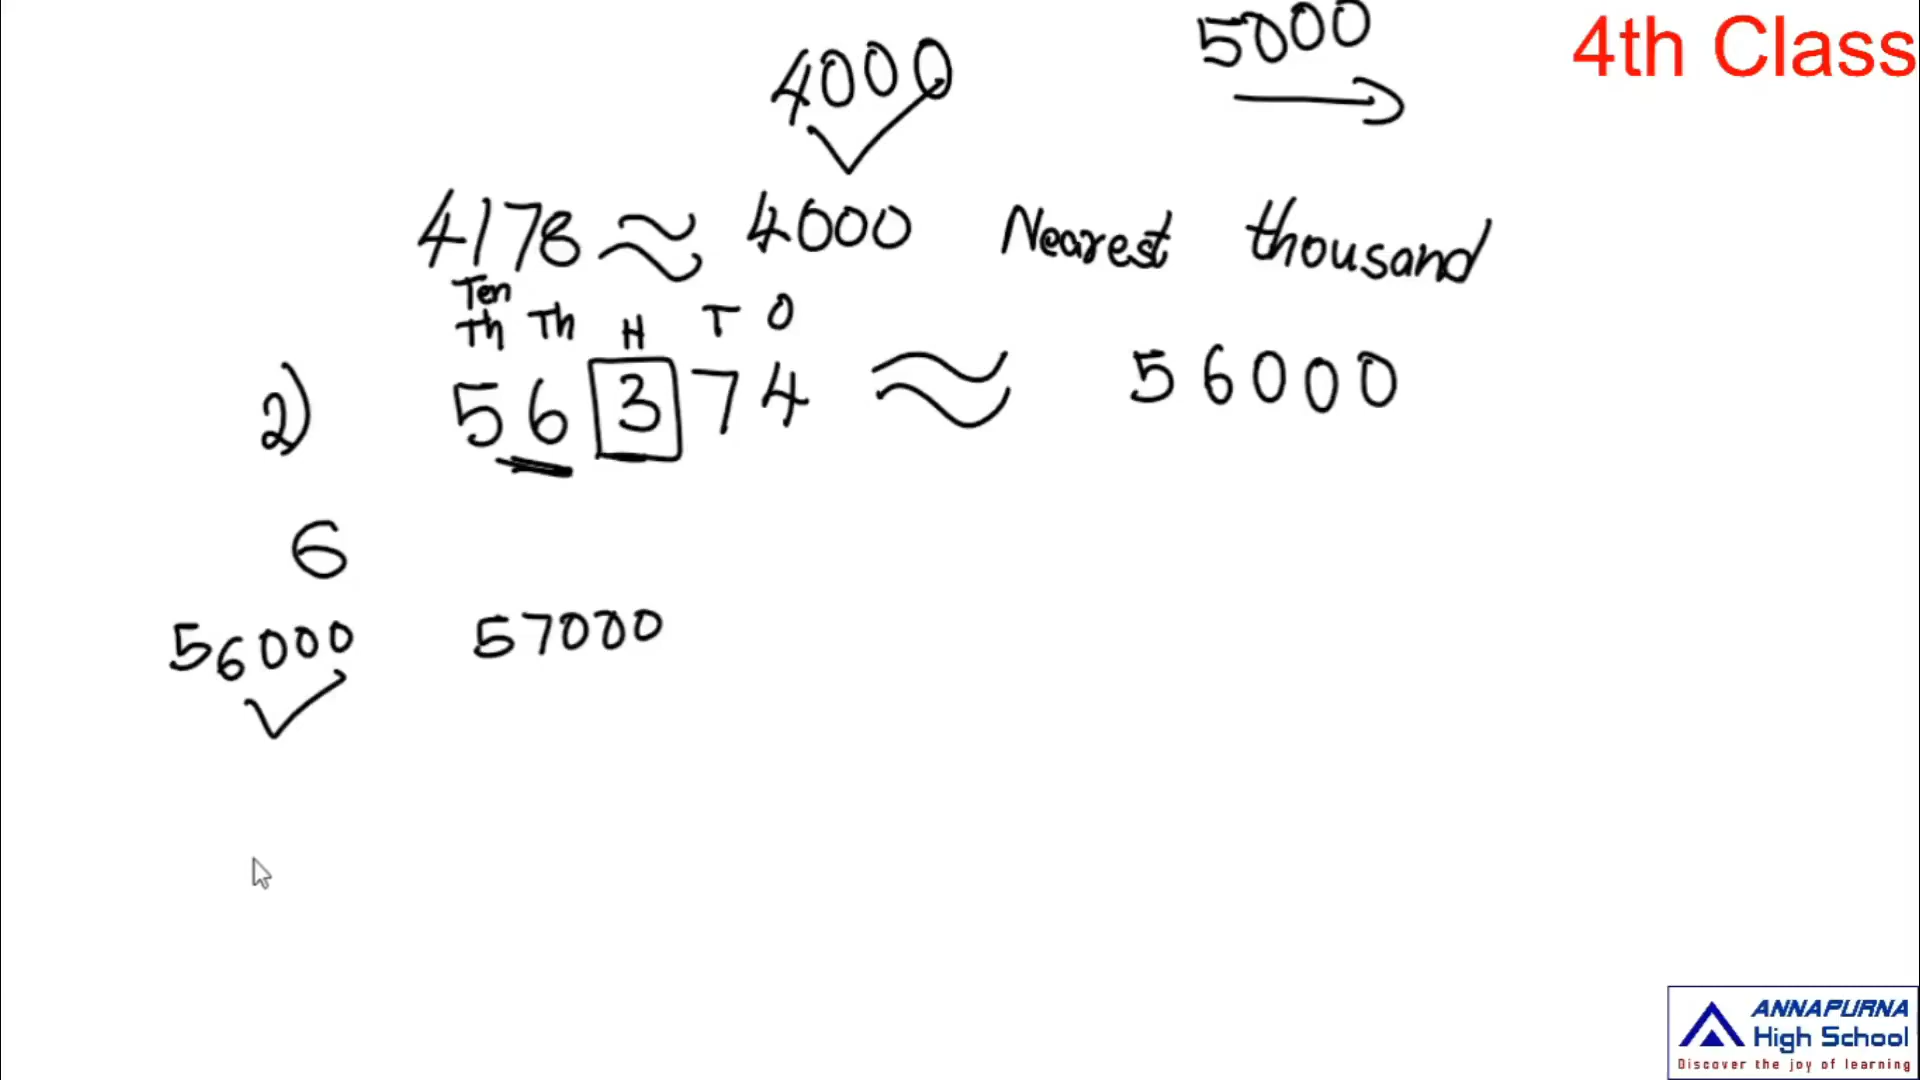 4000 5000 4th Class
4178 ≈ 4000 Nearest thousand
Ten
Th Th H T O
2) 56374 ≈ 56000
6
56000 57000
ANNAPURNA
High School
Discover the joy of learning